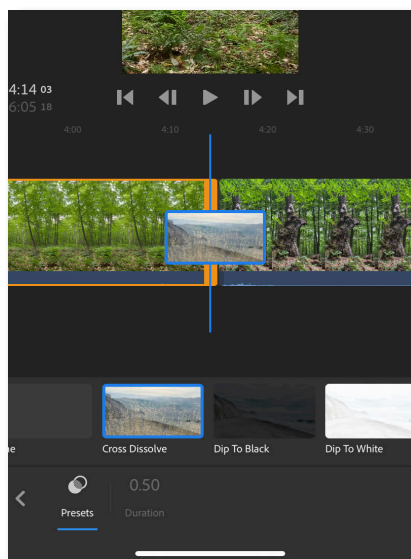 4:14 03
6:05 18
4:00 4:10 4:20 4:30
Cross Dissolve Dip To Black Dip To White
0.50
Presets Duration